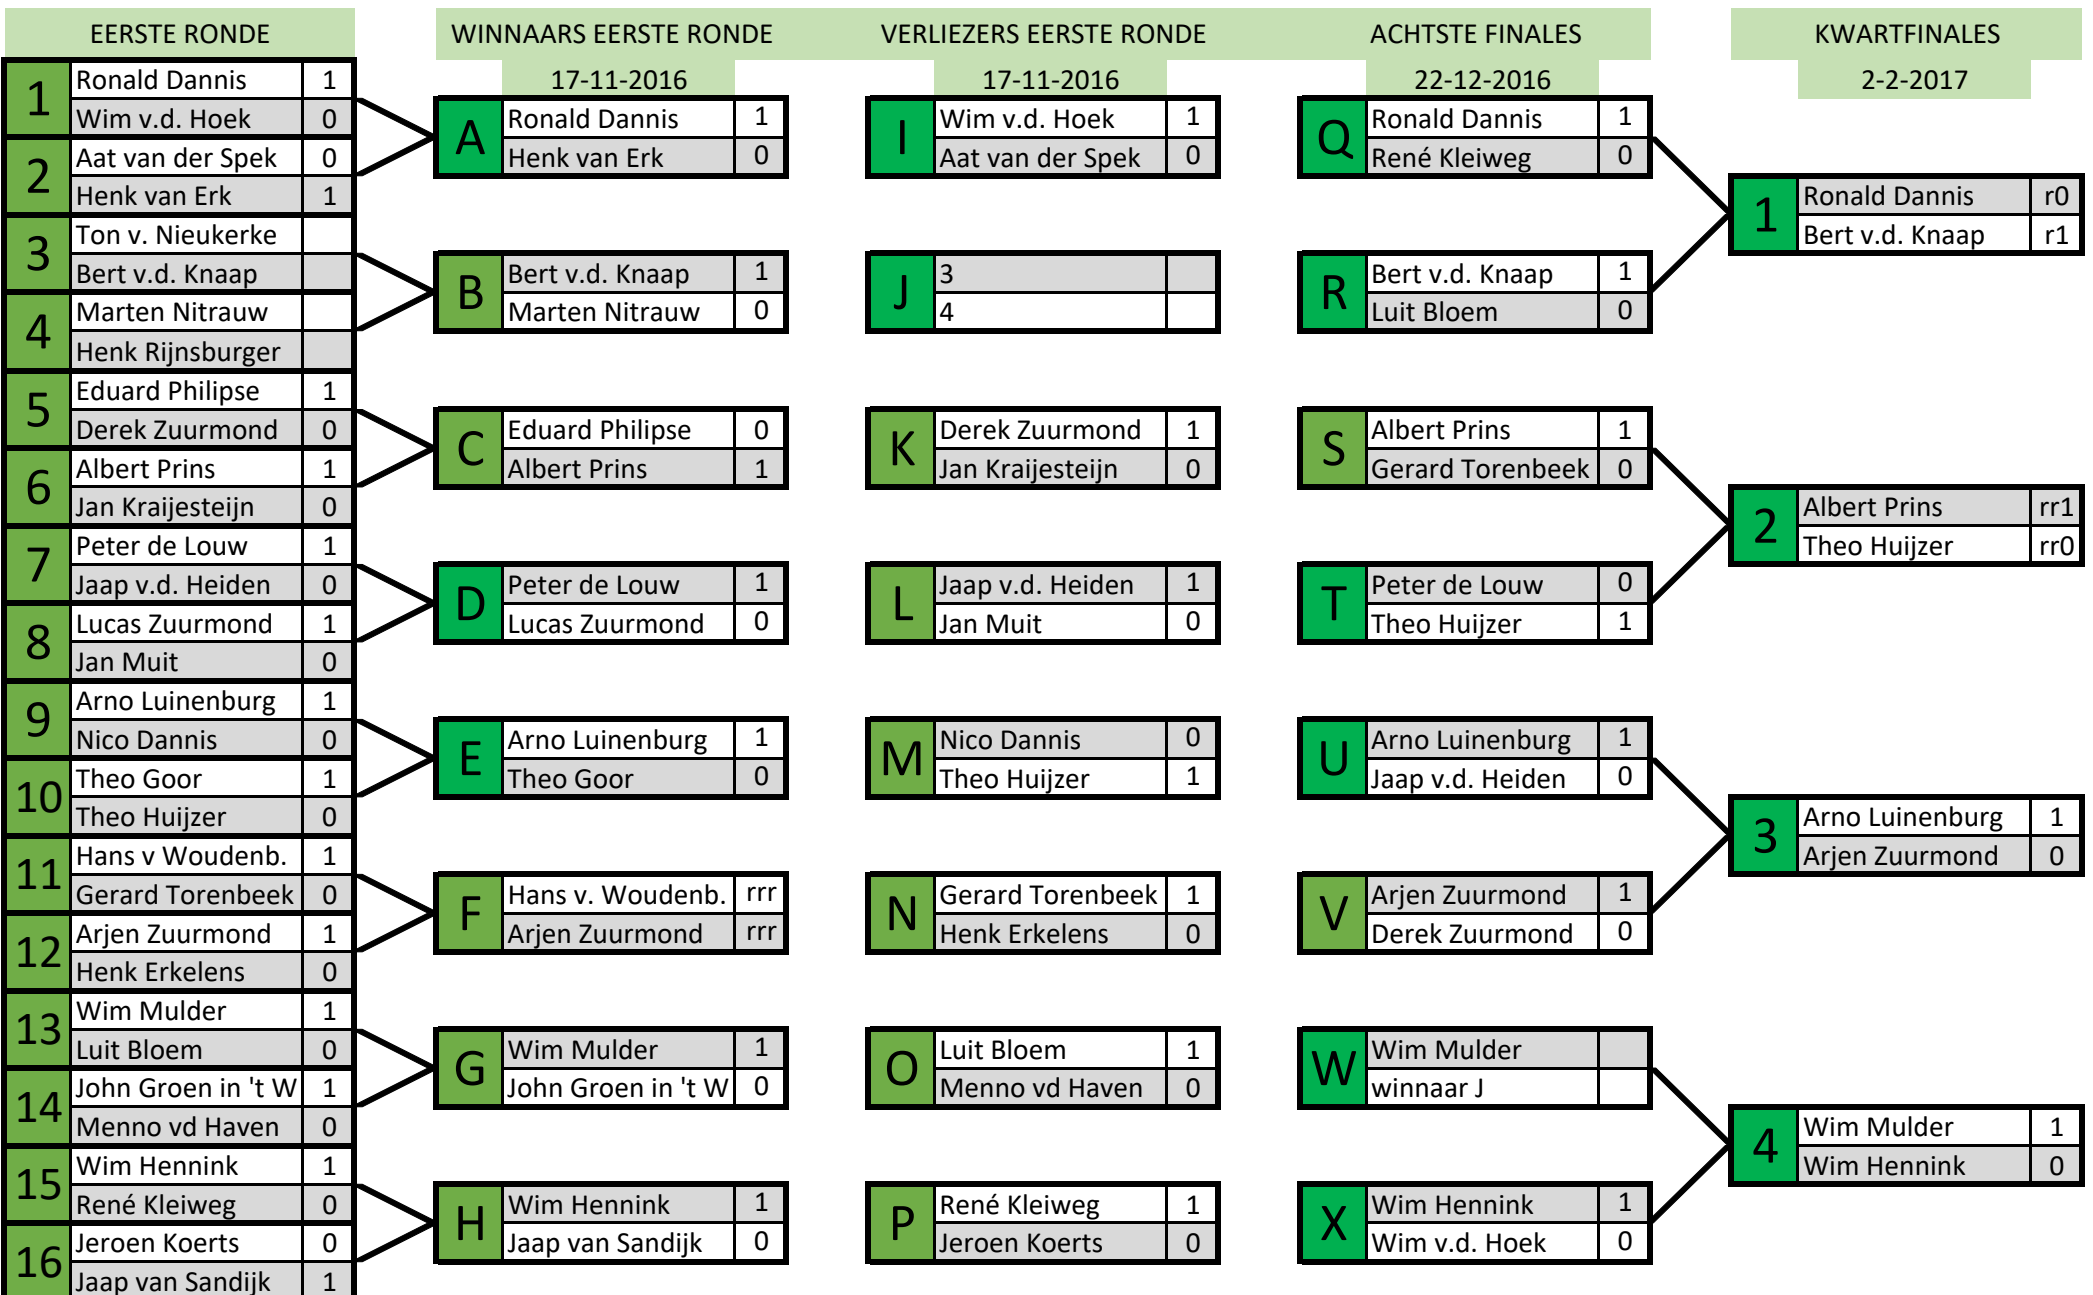 EERSTE RONDE
1
Ronald Dannis 1
Wim v.d. Hoek 0
2
Aat van der Spek 0
Henk van Erk 1
3
Ton v. Nieukerke
Bert v.d. Knaap
4
Marten Nitrauw
Henk Rijnsburger
5
Eduard Philipse 1
Derek Zuurmond 0
6
Albert Prins 1
Jan Kraijesteijn 0
7
Peter de Louw 1
Jaap v.d. Heiden 0
8
Lucas Zuurmond 1
Jan Muit 0
9
Arno Luinenburg 1
Nico Dannis 0
10
Theo Goor 1
Theo Huijzer 0
11
Hans v Woudenb. 1
Gerard Torenbeek 0
12
Arjen Zuurmond 1
Henk Erkelens 0
13
Wim Mulder 1
Luit Bloem 0
14
John Groen in 't W 1
Menno vd Haven 0
15
Wim Hennink 1
René Kleiweg 0
16
Jeroen Koerts 0
Jaap van Sandijk 1
WINNAARS EERSTE RONDE
17-11-2016
A
Ronald Dannis 1
Henk van Erk 0
B
Bert v.d. Knaap 1
Marten Nitrauw 0
C
Eduard Philipse 0
Albert Prins 1
D
Peter de Louw 1
Lucas Zuurmond 0
E
Arno Luinenburg 1
Theo Goor 0
F
Hans v. Woudenb. rrr
Arjen Zuurmond rrr
G
Wim Mulder 1
John Groen in 't W 0
H
Wim Hennink 1
Jaap van Sandijk 0
VERLIEZERS EERSTE RONDE
17-11-2016
I
Wim v.d. Hoek 1
Aat van der Spek 0
J
3
4
K
Derek Zuurmond 1
Jan Kraijesteijn 0
L
Jaap v.d. Heiden 1
Jan Muit 0
M
Nico Dannis 0
Theo Huijzer 1
N
Gerard Torenbeek 1
Henk Erkelens 0
O
Luit Bloem 1
Menno vd Haven 0
P
René Kleiweg 1
Jeroen Koerts 0
ACHTSTE FINALES
22-12-2016
Q
Ronald Dannis 1
René Kleiweg 0
R
Bert v.d. Knaap 1
Luit Bloem 0
S
Albert Prins 1
Gerard Torenbeek 0
T
Peter de Louw 0
Theo Huijzer 1
U
Arno Luinenburg 1
Jaap v.d. Heiden 0
V
Arjen Zuurmond 1
Derek Zuurmond 0
W
Wim Mulder
winnaar J
X
Wim Hennink 1
Wim v.d. Hoek 0
KWARTFINALES
2-2-2017
1
Ronald Dannis r0
Bert v.d. Knaap r1
2
Albert Prins rr1
Theo Huijzer rr0
3
Arno Luinenburg 1
Arjen Zuurmond 0
4
Wim Mulder 1
Wim Hennink 0